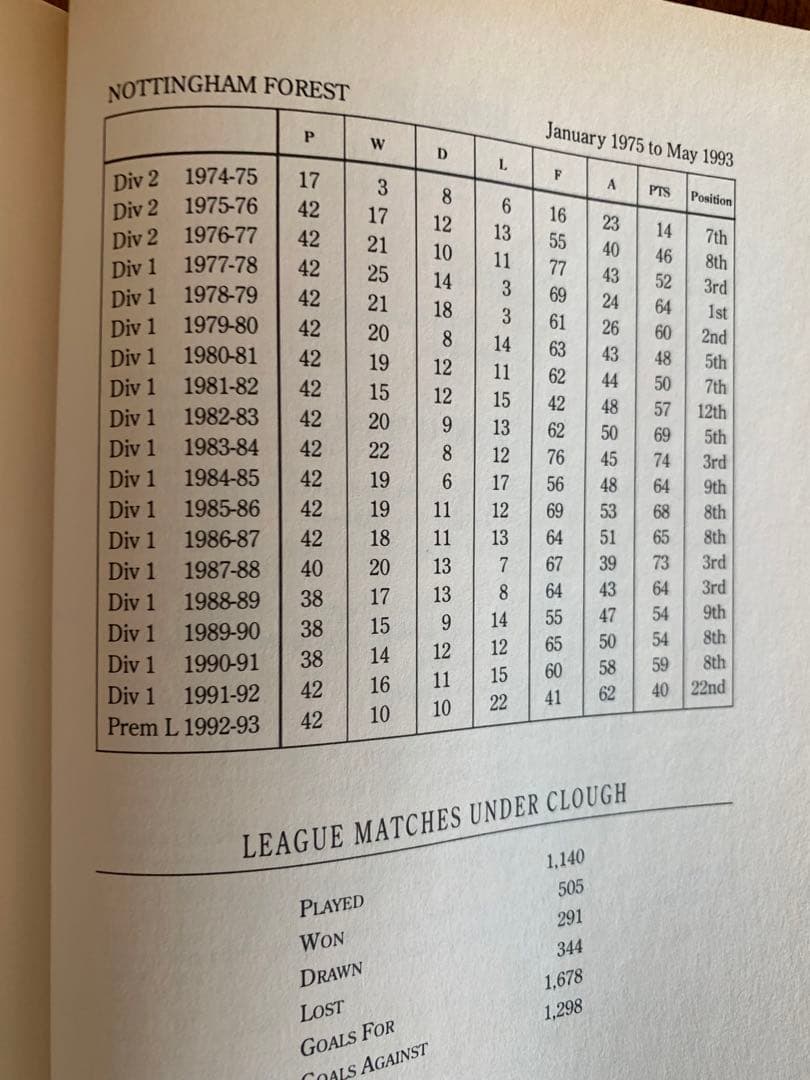 NOTTINGHAM FOREST
January 1975 to May 1993
P W D L F A PTS Position
Div 2 1974-75 17 3 8 6 16 23 14 7th
Div 2 1975-76 42 17 12 13 55 40 46 8th
Div 2 1976-77 42 21 10 11 77 43 52 3rd
Div 1 1977-78 42 25 14 3 69 24 64 1st
Div 1 1978-79 42 21 18 3 61 26 60 2nd
Div 1 1979-80 42 20 8 14 63 43 48 5th
Div 1 1980-81 42 19 12 11 62 44 50 7th
Div 1 1981-82 42 15 12 15 42 48 57 12th
Div 1 1982-83 42 20 9 13 62 50 69 5th
Div 1 1983-84 42 22 8 12 76 45 74 3rd
Div 1 1984-85 42 19 6 17 56 48 64 9th
Div 1 1985-86 42 19 11 12 69 53 68 8th
Div 1 1986-87 42 18 11 13 64 51 65 8th
Div 1 1987-88 40 20 13 7 67 39 73 3rd
Div 1 1988-89 38 17 13 8 64 43 64 3rd
Div 1 1989-90 38 15 9 14 55 47 54 9th
Div 1 1990-91 38 14 12 12 65 50 54 8th
Div 1 1991-92 42 16 11 15 60 58 59 8th
Prem L 1992-93 42 10 10 22 41 62 40 22nd
LEAGUE MATCHES UNDER CLOUGH
PLAYED 1,140
WON 505
DRAWN 291
LOST 344
GOALS FOR 1,678
GOALS AGAINST 1,298